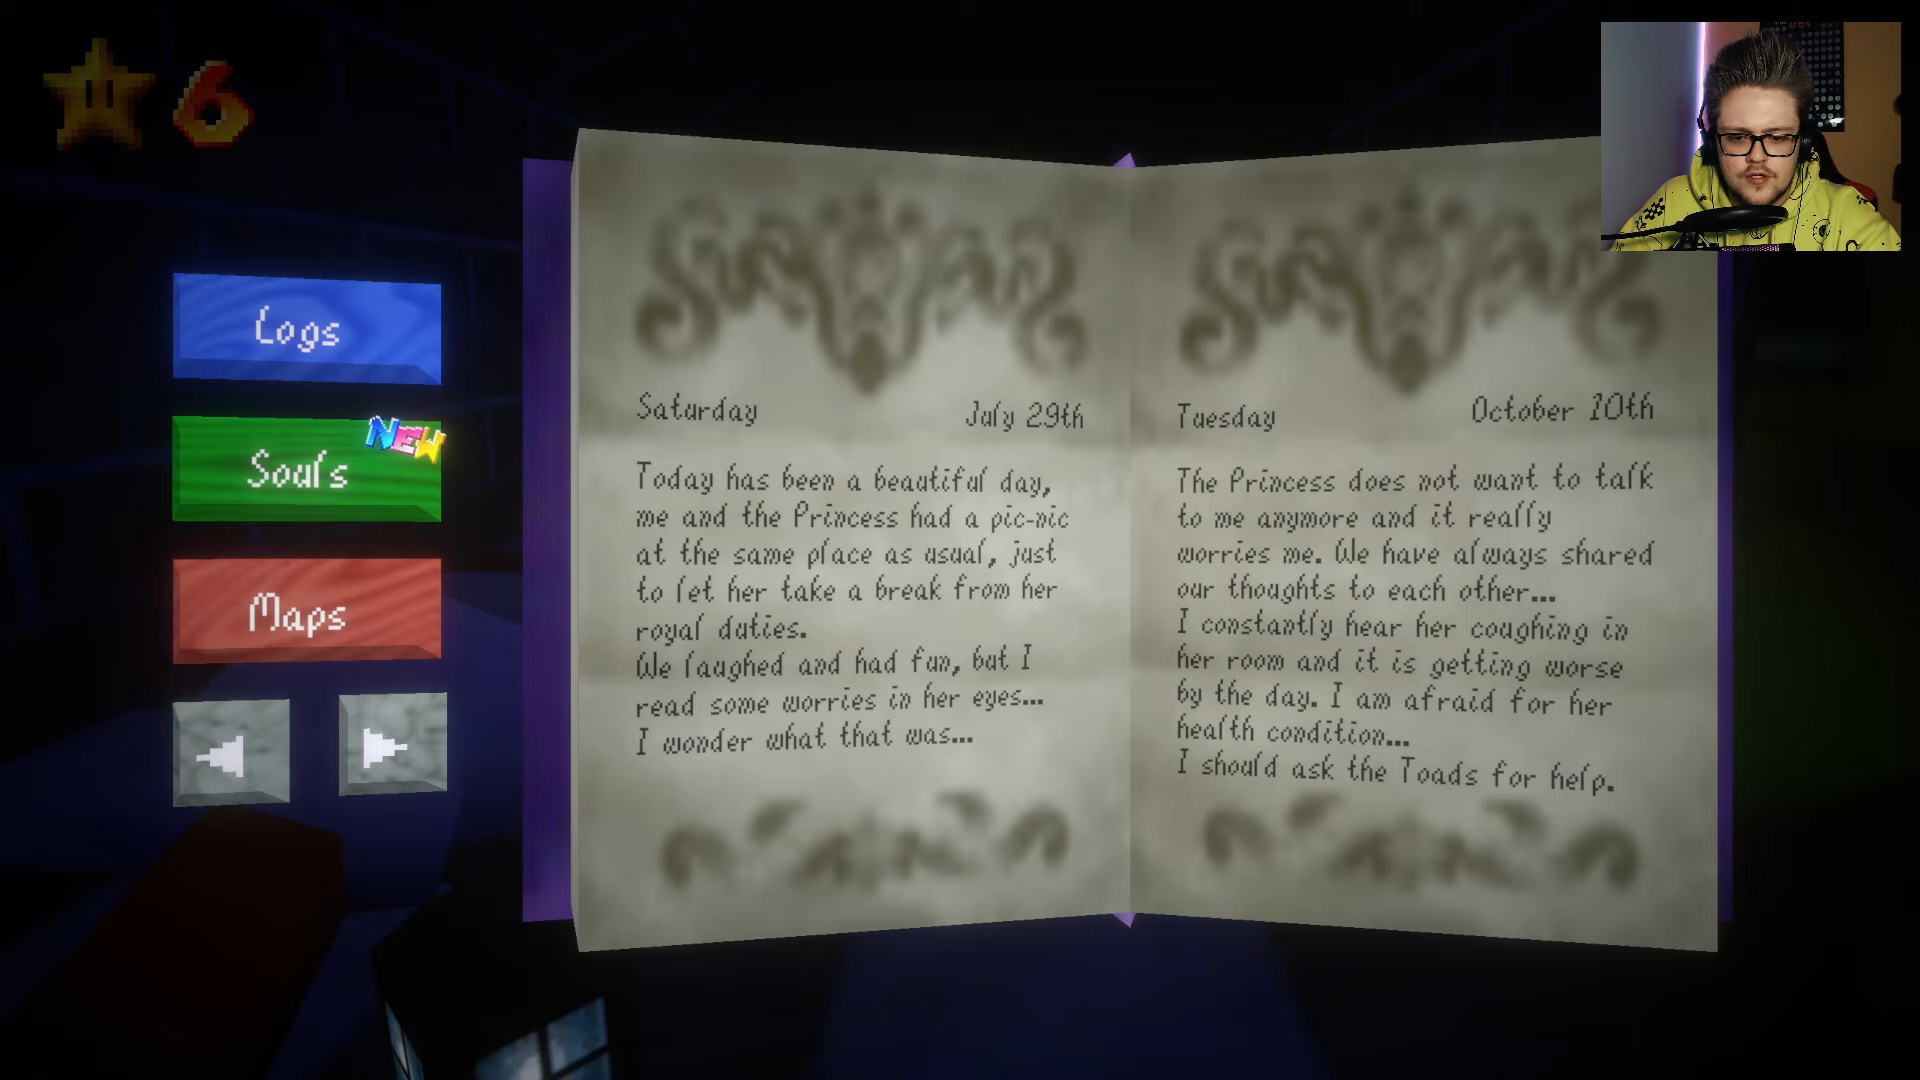 6
Logs
NEW
Souls
Maps
Saturday
July 29th
Today has been a beautiful day,
me and the Princess had a pic-nic
at the same place as usual, just
to let her take a break from her
royal duties.
We laughed and had fun, but I
read some worries in her eyes...
I wonder what that was...
Tuesday
October 10th
The Princess does not want to talk
to me anymore and it really
worries me. We have always shared
our thoughts to each other...
I constantly hear her coughing in
her room and it is getting worse
by the day. I am afraid for her
health condition...
I should ask the Toads for help.